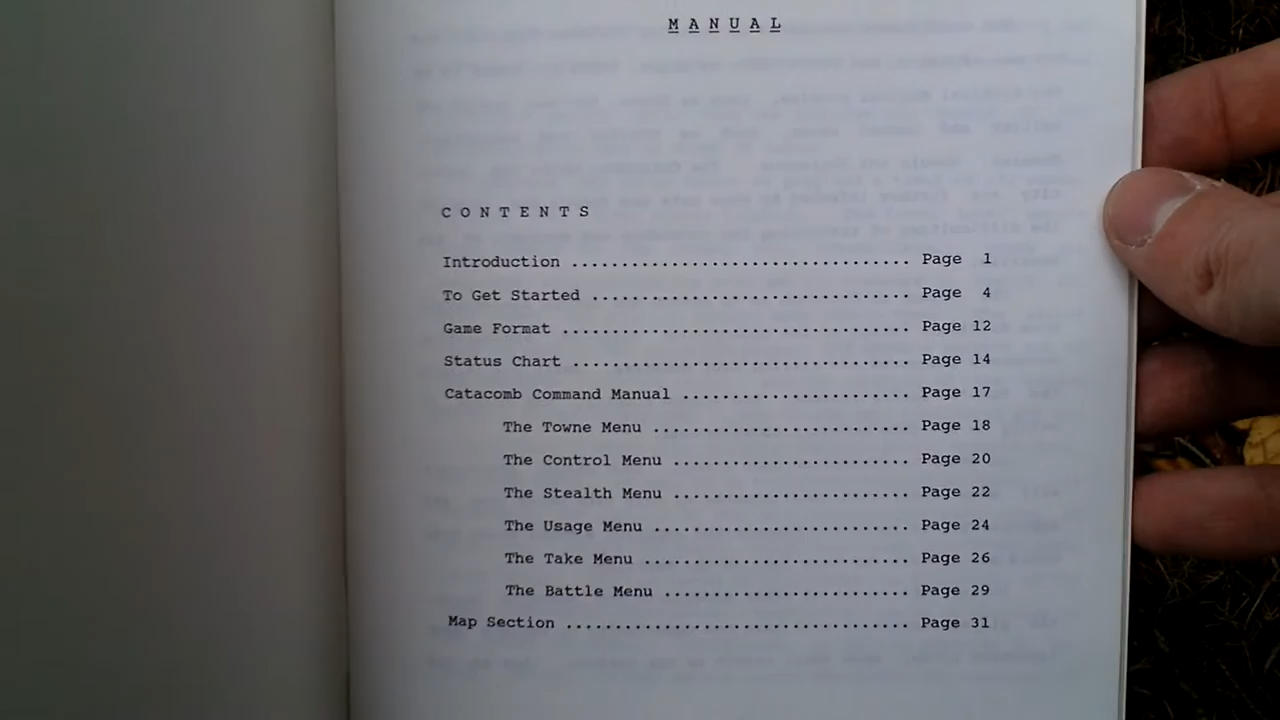 M A N U A L
C O N T E N T S
Introduction .................................. Page 1
To Get Started ................................ Page 4
Game Format ................................... Page 12
Status Chart .................................. Page 14
Catacomb Command Manual ....................... Page 17
The Towne Menu .......................... Page 18
The Control Menu ........................ Page 20
The Stealth Menu ........................ Page 22
The Usage Menu .......................... Page 24
The Take Menu ........................... Page 26
The Battle Menu ......................... Page 29
Map Section ................................... Page 31